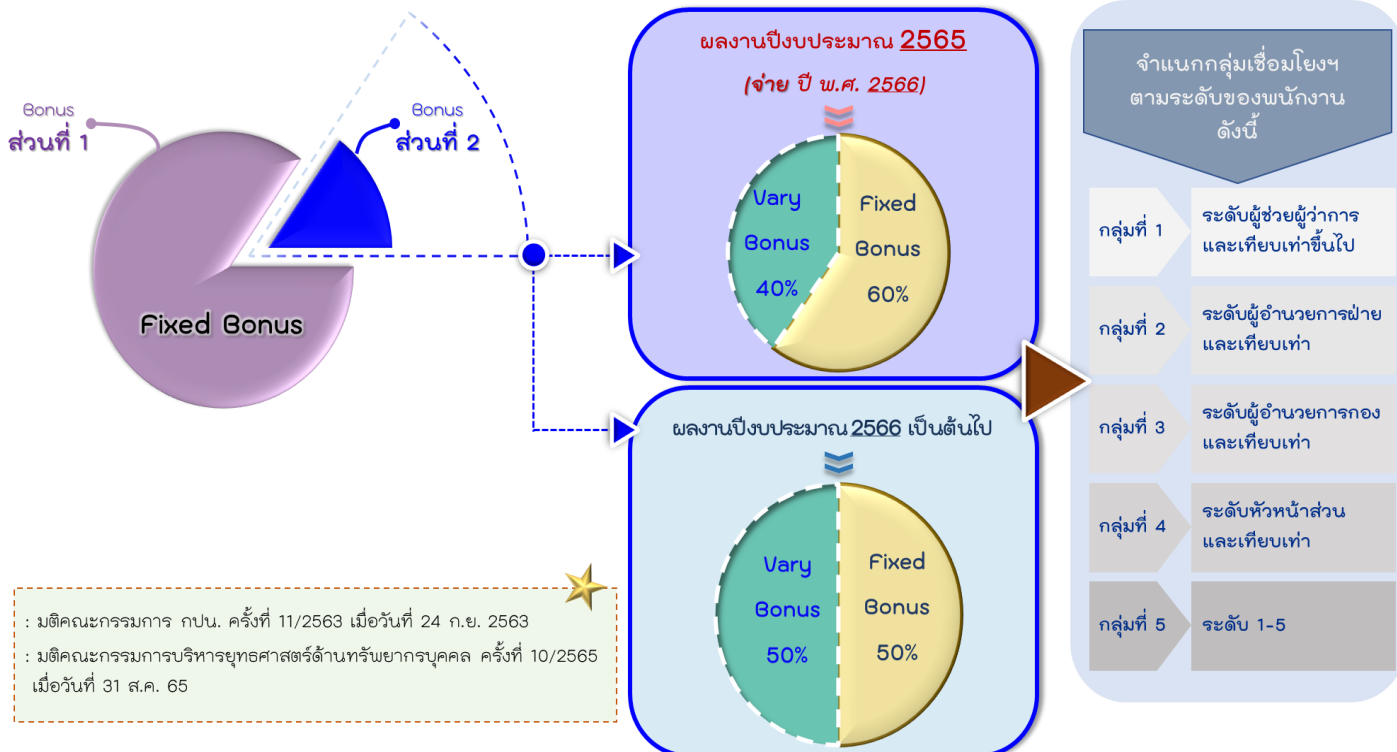 Bonus
ส่วนที่ 1
Bonus
ส่วนที่ 2
Fixed Bonus
ผลงานปีงบประมาณ 2565
(จ่าย ปี พ.ศ. 2566)
Vary
Bonus
40%
Fixed
Bonus
60%
ผลงานปีงบประมาณ 2566 เป็นต้นไป
Vary
Bonus
50%
Fixed
Bonus
50%
จำแนกกลุ่มเชื่อมโยงฯ
ตามระดับของพนักงาน
ดังนี้
กลุ่มที่ 1
ระดับผู้ช่วยผู้ว่าการ
และเทียบเท่าขึ้นไป
กลุ่มที่ 2
ระดับผู้อำนวยการฝ่าย
และเทียบเท่า
กลุ่มที่ 3
ระดับผู้อำนวยการกอง
และเทียบเท่า
กลุ่มที่ 4
ระดับหัวหน้าส่วน
และเทียบเท่า
กลุ่มที่ 5
ระดับ 1-5
: มติคณะกรรมการ กปน. ครั้งที่ 11/2563 เมื่อวันที่ 24 ก.ย. 2563
: มติคณะกรรมการบริหารยุทธศาสตร์ด้านทรัพยากรบุคคล ครั้งที่ 10/2565
เมื่อวันที่ 31 ส.ค. 65